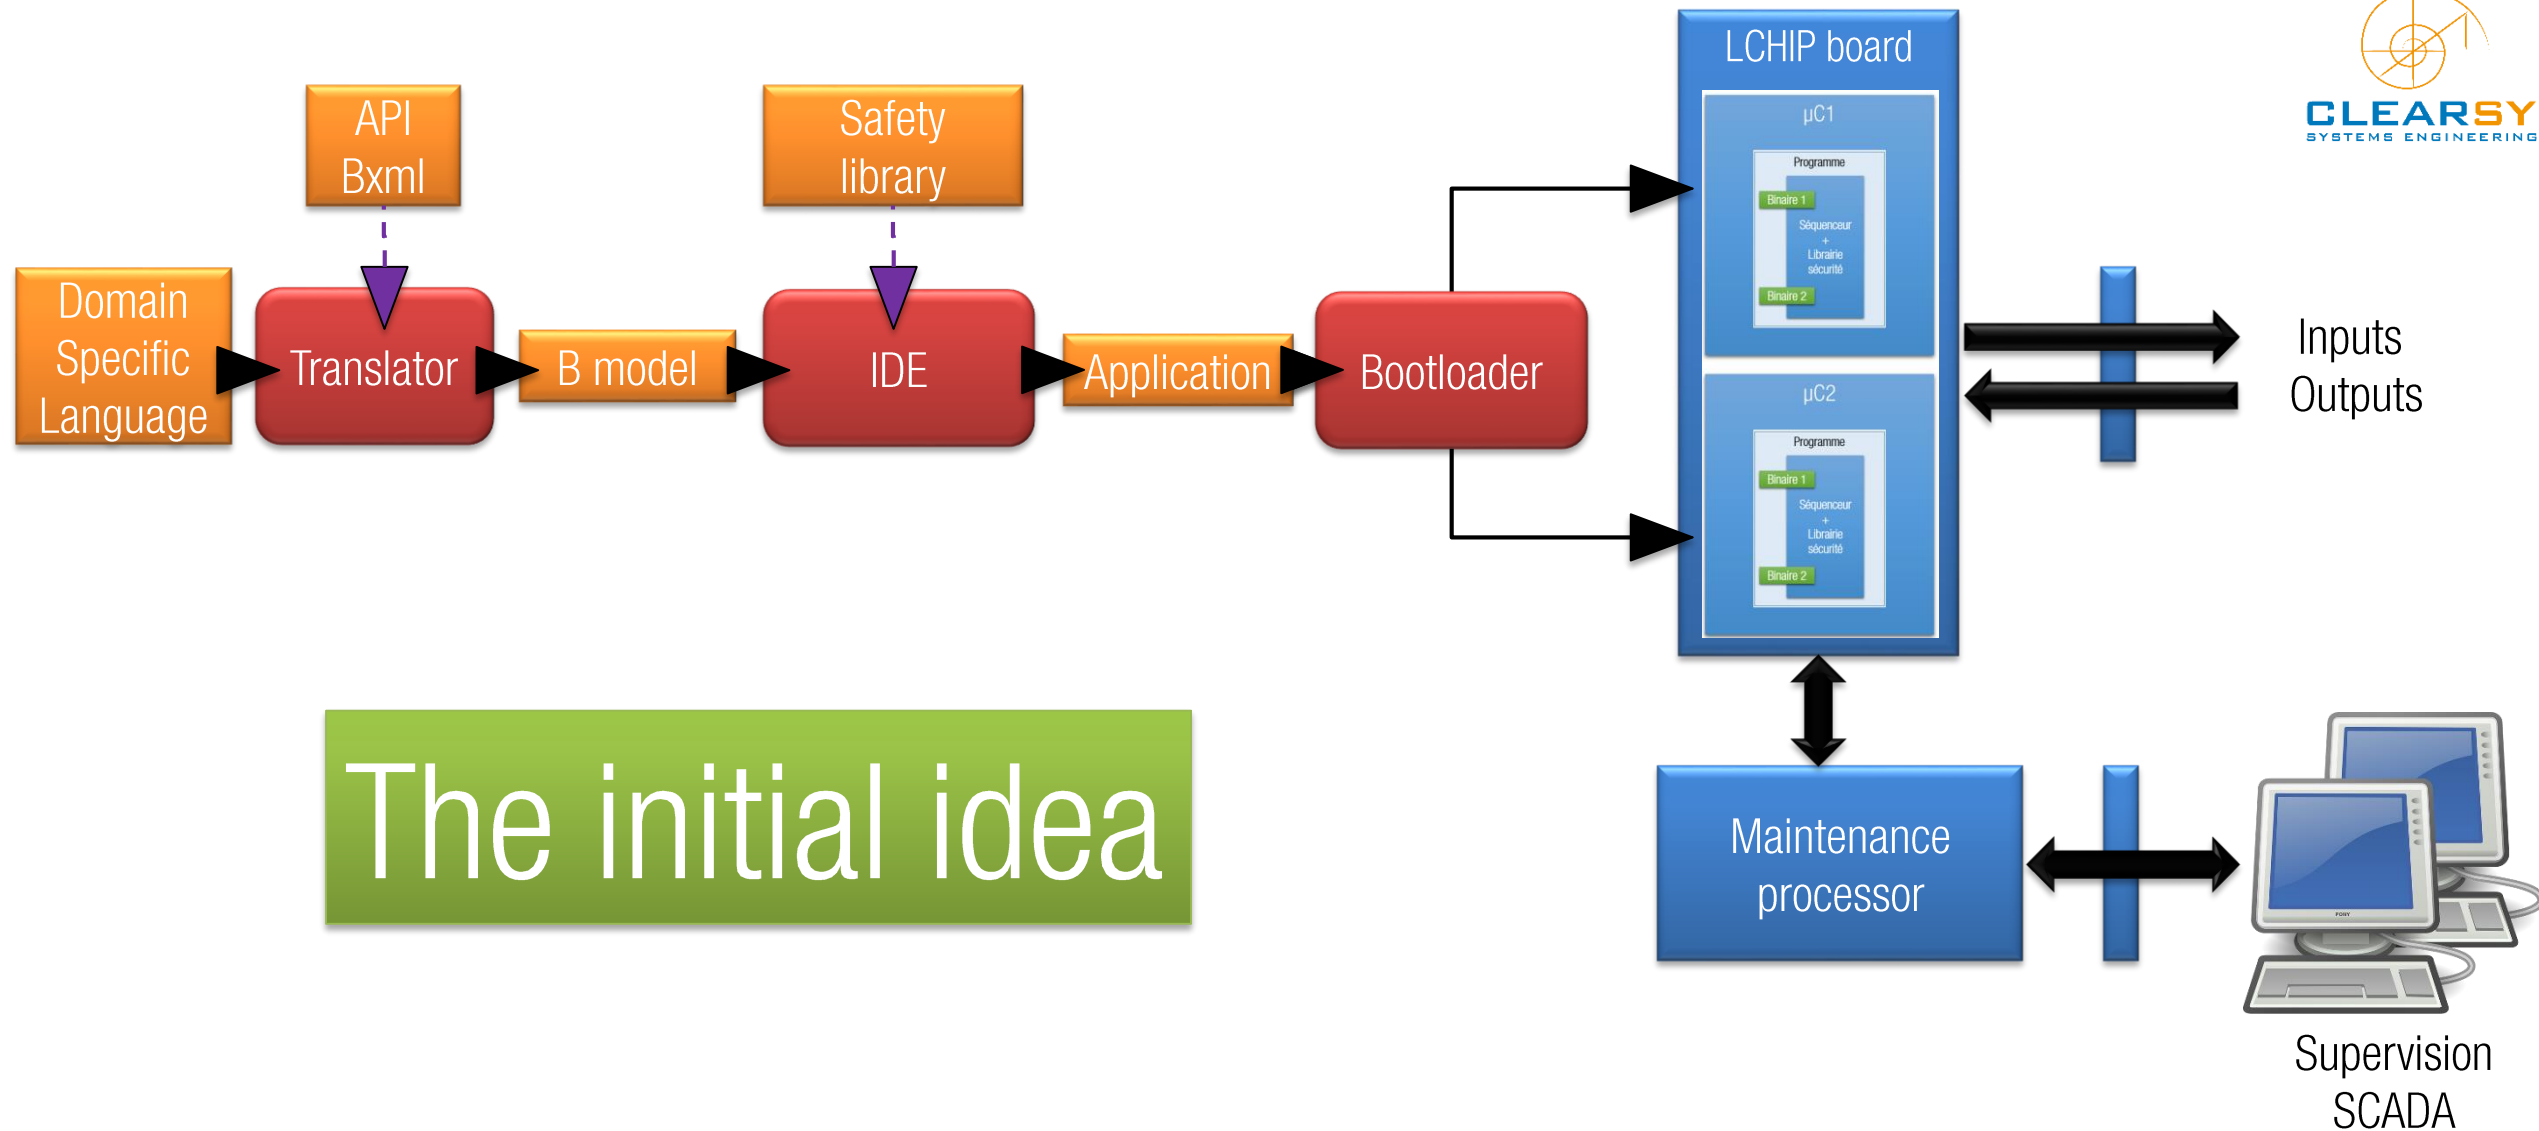 LCHIP board
CLEARSY
SYSTEMS ENGINEERING
API
Bxml
Safety
library
µC1
Programme
Binaire 1
Séquenceur
+
Librairie
sécurité
Binaire 2
Domain
Specific
Language
Translator
B model
IDE
Application
Bootloader
Inputs
Outputs
µC2
Programme
Binaire 1
Séquenceur
+
Librairie
sécurité
Binaire 2
The initial idea
Maintenance
processor
PONY
Supervision
SCADA